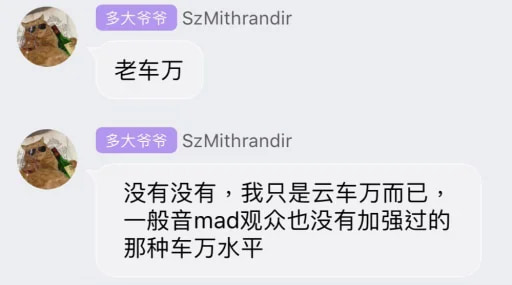 多大爷爷 SzMithrandir
老车万
多大爷爷 SzMithrandir
没有没有，我只是云车万而已，
一般音mad观众也没有加强过的
那种车万水平